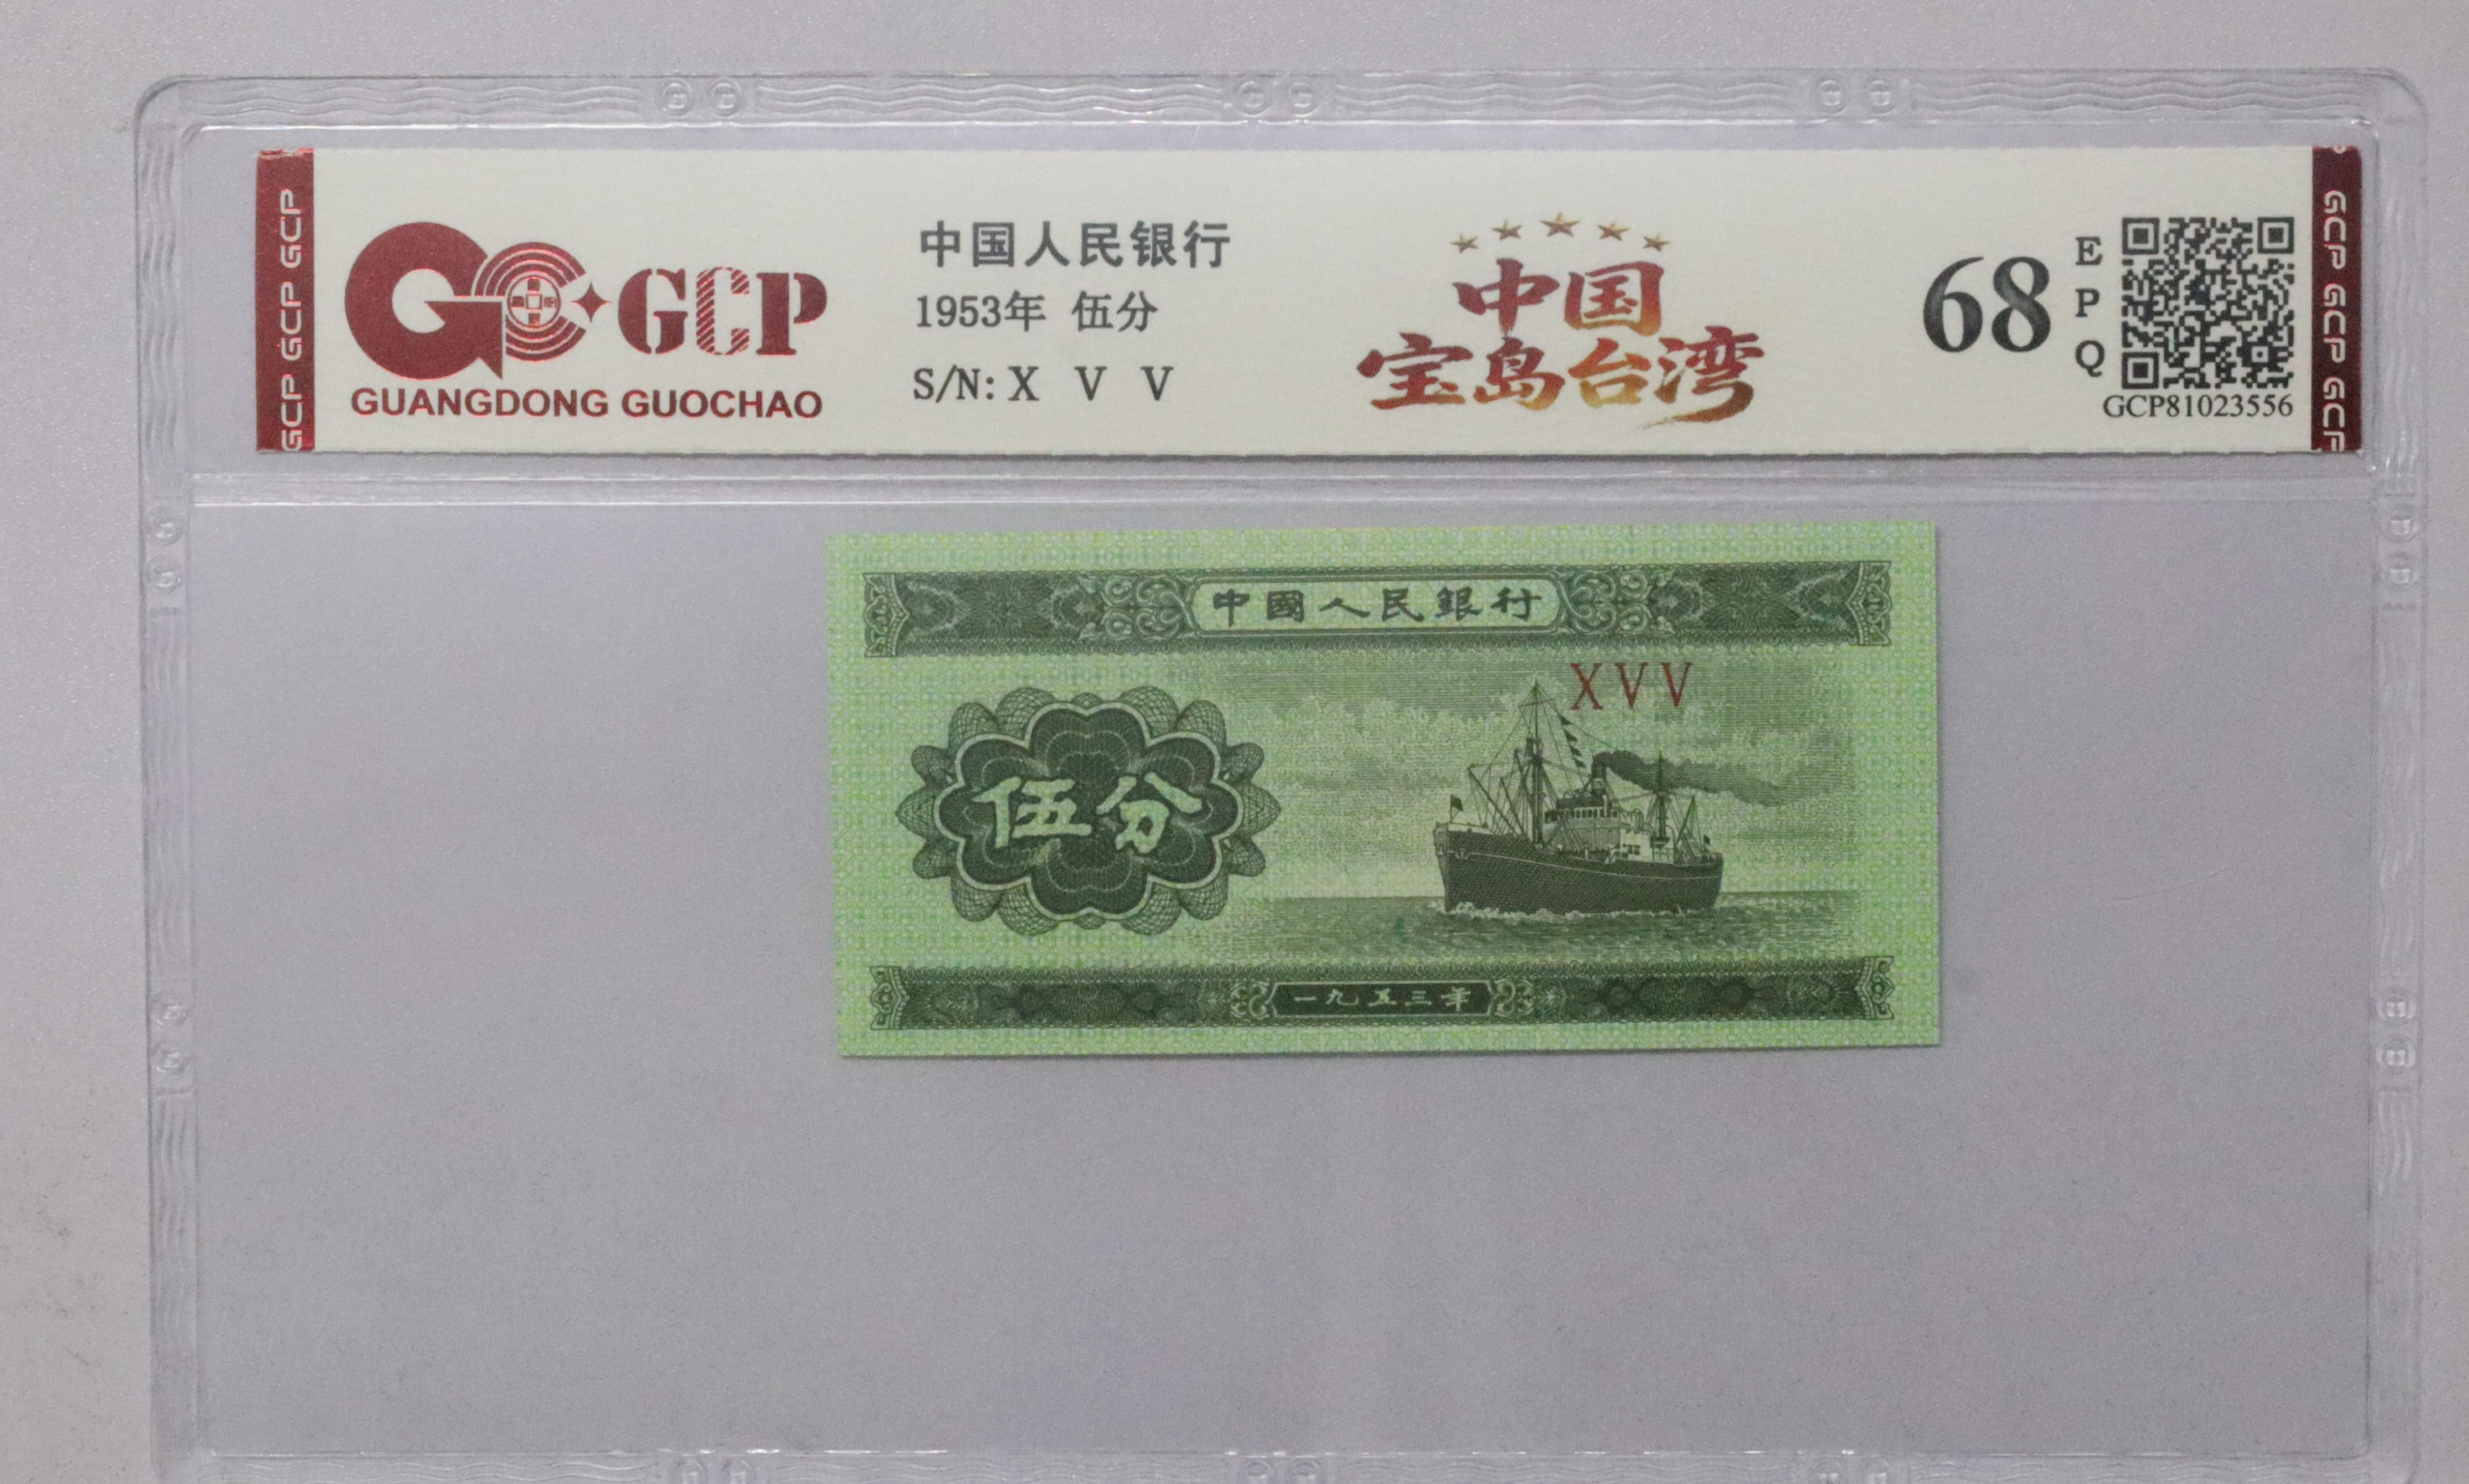 GCP GCP GCP
GCP
GUANGDONG GUOCHAO
中国人民银行
1953年 伍分
S/N: X V V
中国
宝岛台湾
68
E
P
Q
GCP81023556
GCP GCP GCP
中國人民銀行
XVV
伍分
一九五三年